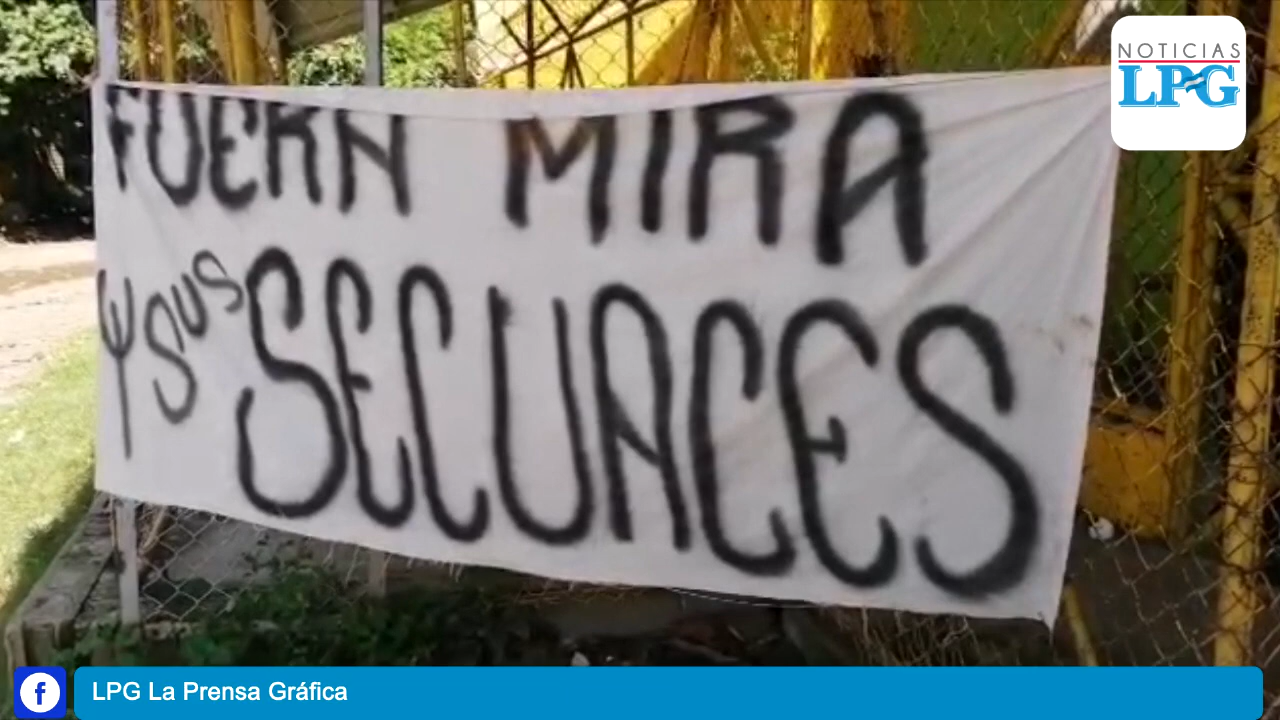 FUERA MIRA
Y SUS SECUACES
NOTICIAS
LPG
LPG La Prensa Gráfica